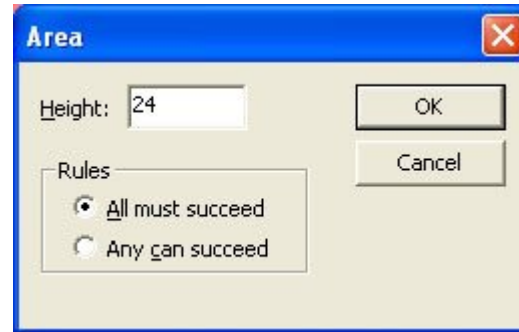 Area
Height: 24
OK
Cancel
Rules
All must succeed
Any can succeed